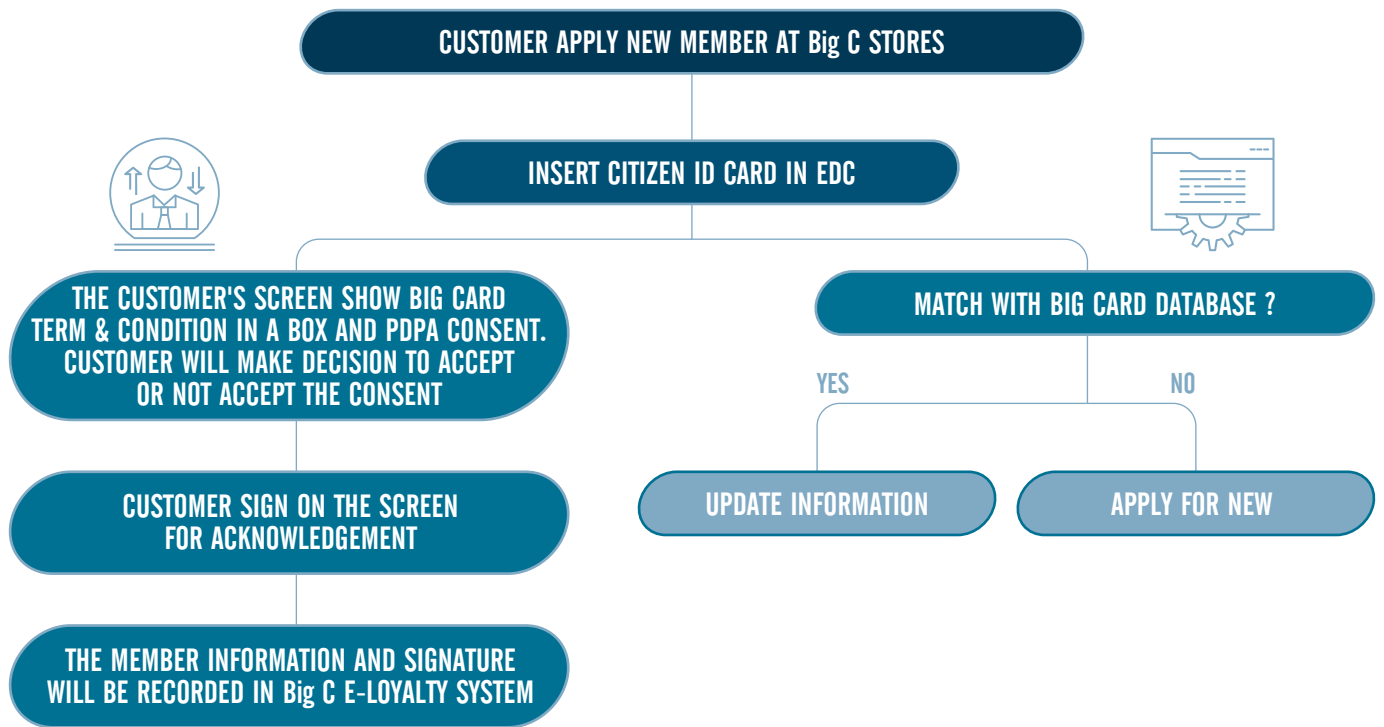 CUSTOMER APPLY NEW MEMBER AT Big C STORES
INSERT CITIZEN ID CARD IN EDC
THE CUSTOMER'S SCREEN SHOW BIG CARD
TERM & CONDITION IN A BOX AND PDPA CONSENT.
CUSTOMER WILL MAKE DECISION TO ACCEPT
OR NOT ACCEPT THE CONSENT
CUSTOMER SIGN ON THE SCREEN
FOR ACKNOWLEDGEMENT
THE MEMBER INFORMATION AND SIGNATURE
WILL BE RECORDED IN Big C E-LOYALTY SYSTEM
MATCH WITH BIG CARD DATABASE ?
YES
NO
UPDATE INFORMATION
APPLY FOR NEW